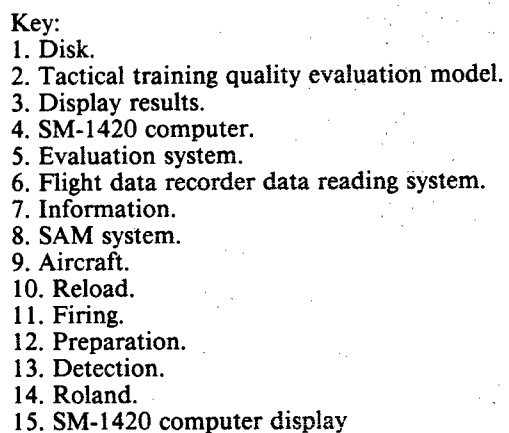 Key:
1. Disk.
2. Tactical training quality evaluation model.
3. Display results.
4. SM-1420 computer.
5. Evaluation system.
6. Flight data recorder data reading system.
7. Information.
8. SAM system.
9. Aircraft.
10. Reload.
11. Firing.
12. Preparation.
13. Detection.
14. Roland.
15. SM-1420 computer display